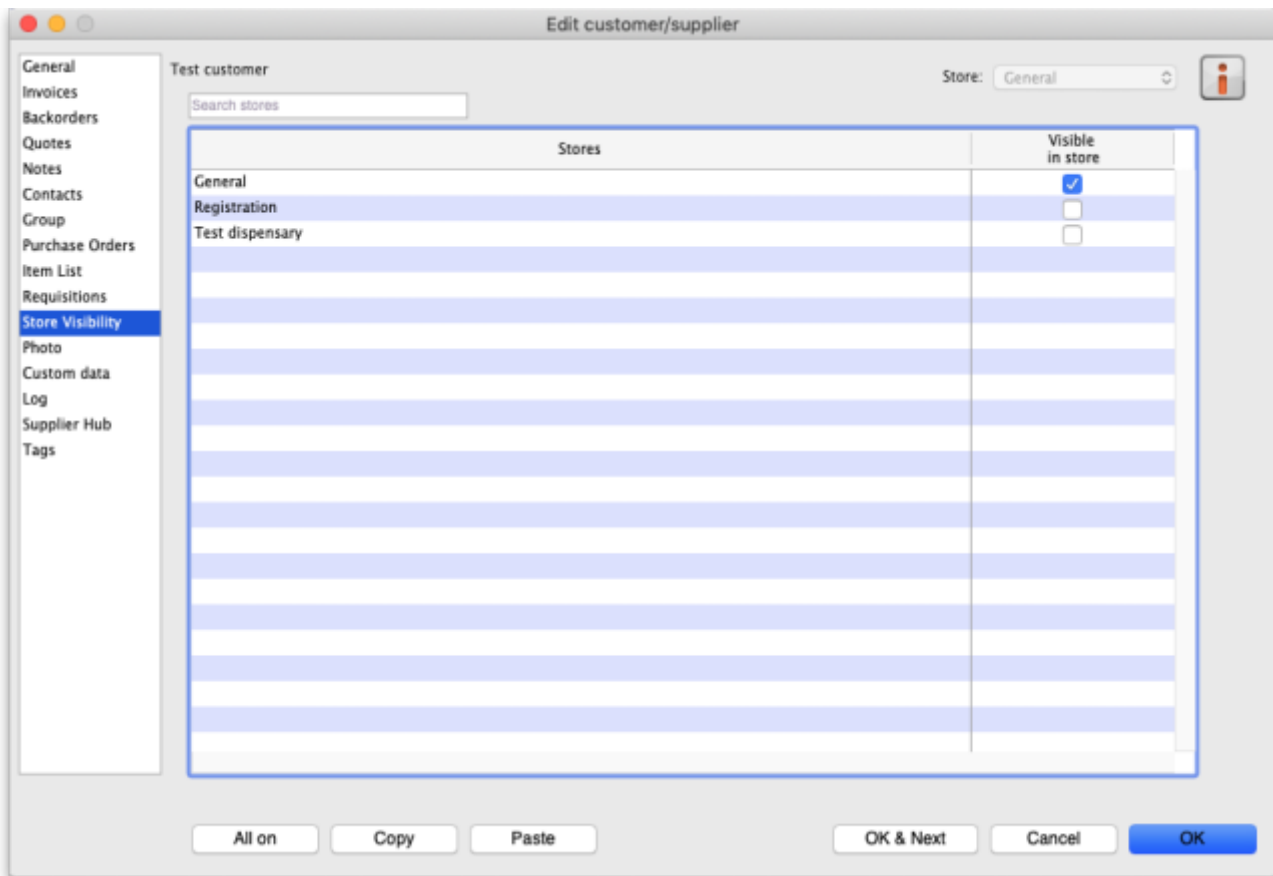 Edit customer/supplier
General
Invoices
Backorders
Quotes
Notes
Contacts
Group
Purchase Orders
Item List
Requisitions
Store Visibility
Photo
Custom data
Log
Supplier Hub
Tags
Test customer
Store: General
Search stores
Stores
Visible
in store
General
Registration
Test dispensary
All on
Copy
Paste
OK & Next
Cancel
OK